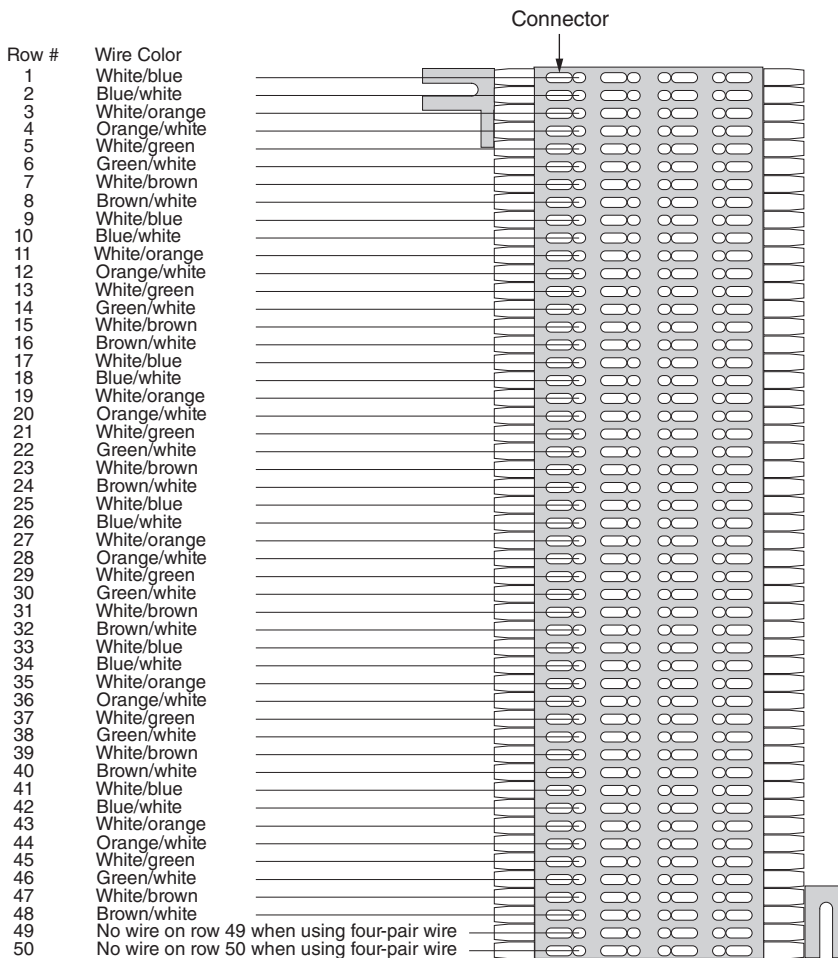 Connector
Row # Wire Color
1 White/blue
2 Blue/white
3 White/orange
4 Orange/white
5 White/green
6 Green/white
7 White/brown
8 Brown/white
9 White/blue
10 Blue/white
11 White/orange
12 Orange/white
13 White/green
14 Green/white
15 White/brown
16 Brown/white
17 White/blue
18 Blue/white
19 White/orange
20 Orange/white
21 White/green
22 Green/white
23 White/brown
24 Brown/white
25 White/blue
26 Blue/white
27 White/orange
28 Orange/white
29 White/green
30 Green/white
31 White/brown
32 Brown/white
33 White/blue
34 Blue/white
35 White/orange
36 Orange/white
37 White/green
38 Green/white
39 White/brown
40 Brown/white
41 White/blue
42 Blue/white
43 White/orange
44 Orange/white
45 White/green
46 Green/white
47 White/brown
48 Brown/white
49 No wire on row 49 when using four-pair wire
50 No wire on row 50 when using four-pair wire